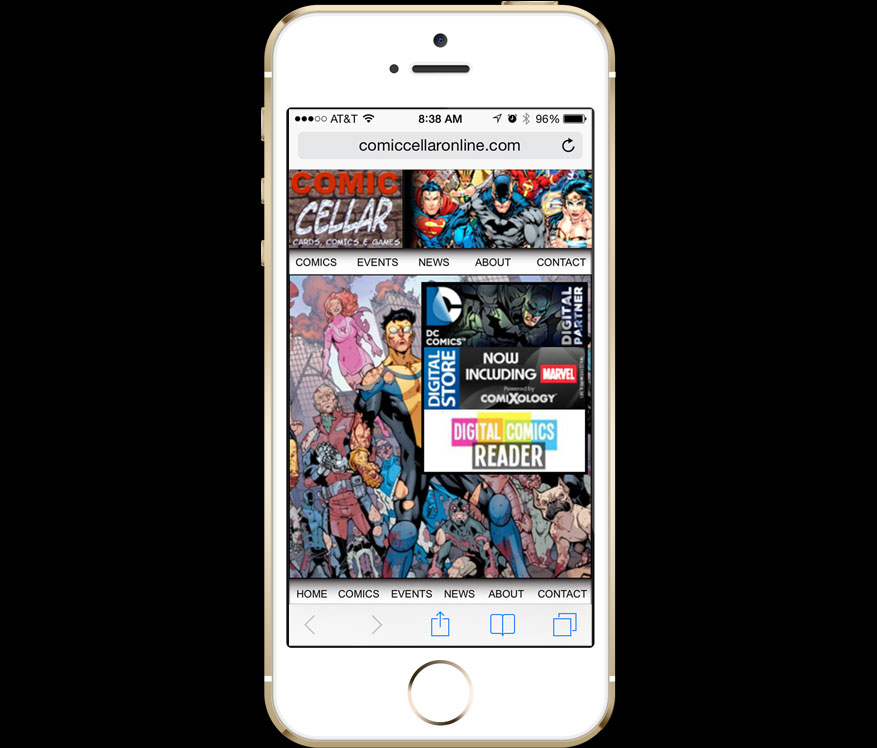 AT&T 8:38 AM 96%
comiccellaronline.com
COMIC
CELLAR
CARDS, COMICS & GAMES
COMICS EVENTS NEWS ABOUT CONTACT
DC COMICS™
DIGITAL PARTNER
DIGITAL STORE
NOW
INCLUDING MARVEL
Powered by
COMIXOLOGY
DIGITAL COMICS
READER
HOME COMICS EVENTS NEWS ABOUT CONTACT